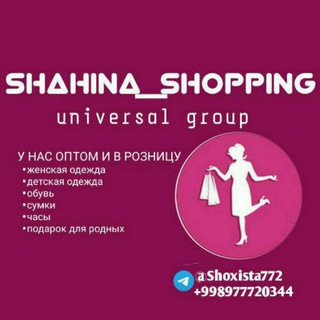 SHAHINA_SHOPPING
universal group
У НАС ОПТОМ И В РОЗНИЦУ
•женская одежда
•детская одежда
•обувь
•сумки
•часы
•подарок для родных
@Shoxista772
+998977720344